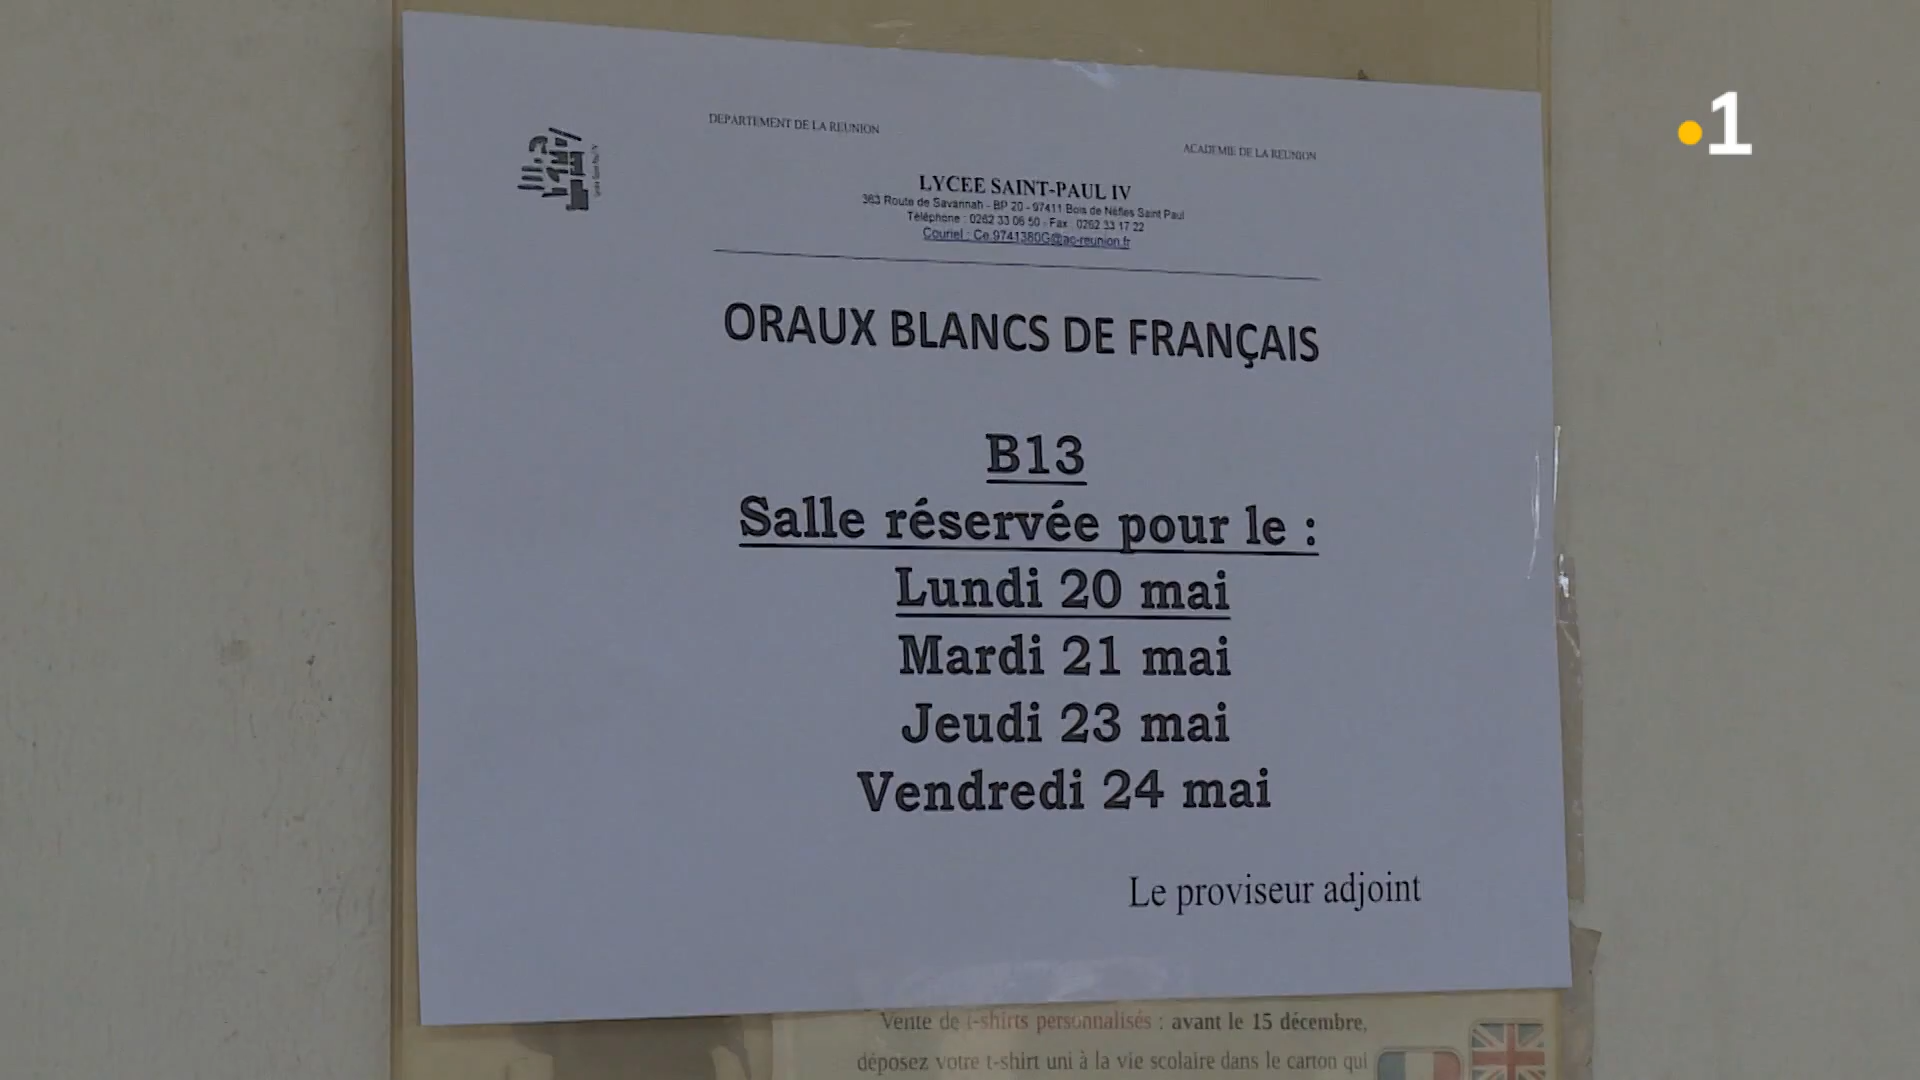 DEPARTEMENT DE LA REUNION
ACADEMIE DE LA REUNION
LYCEE SAINT-PAUL IV
363 Route de Savannah - BP 20 - 97411 Bois de Nèfles Saint Paul
Téléphone : 0262 33 06 50 - Fax : 0262 33 17 22
Couriel : Ce.9741380G@ac-reunion.fr
ORAUX BLANCS DE FRANÇAIS
B13
Salle réservée pour le :
Lundi 20 mai
Mardi 21 mai
Jeudi 23 mai
Vendredi 24 mai
Le proviseur adjoint
Vente de t-shirts personnalisés : avant le 15 décembre,
déposez votre t-shirt uni à la vie scolaire dans le carton qui
1